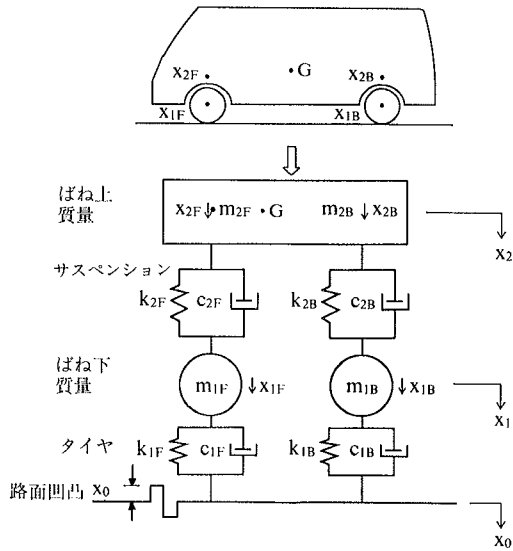 x2F ・G x2B
x1F x1B
ばね上
質量
x2F m2F ・G m2B x2B
x2
サスペンション
k2F c2F k2B c2B
ばね下
質量
m1F x1F m1B x1B
x1
タイヤ
k1F c1F k1B c1B
路面凹凸 x0
x0